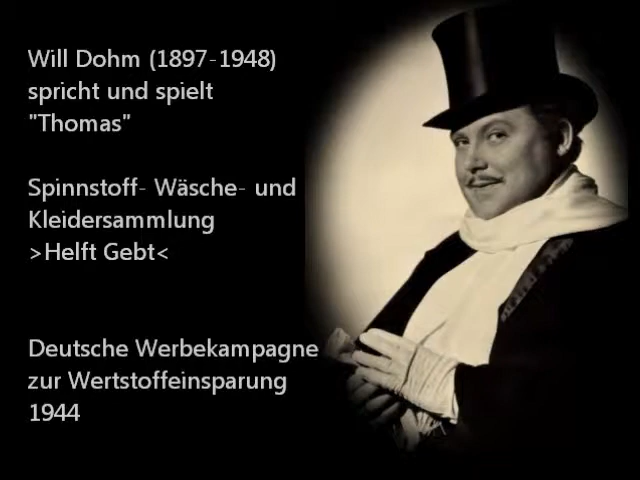 Will Dohm (1897-1948)
spricht und spielt
"Thomas"
Spinnstoff- Wäsche- und
Kleidersammlung
>Helft Gebt<
Deutsche Werbekampagne
zur Wertstoffeinsparung
1944